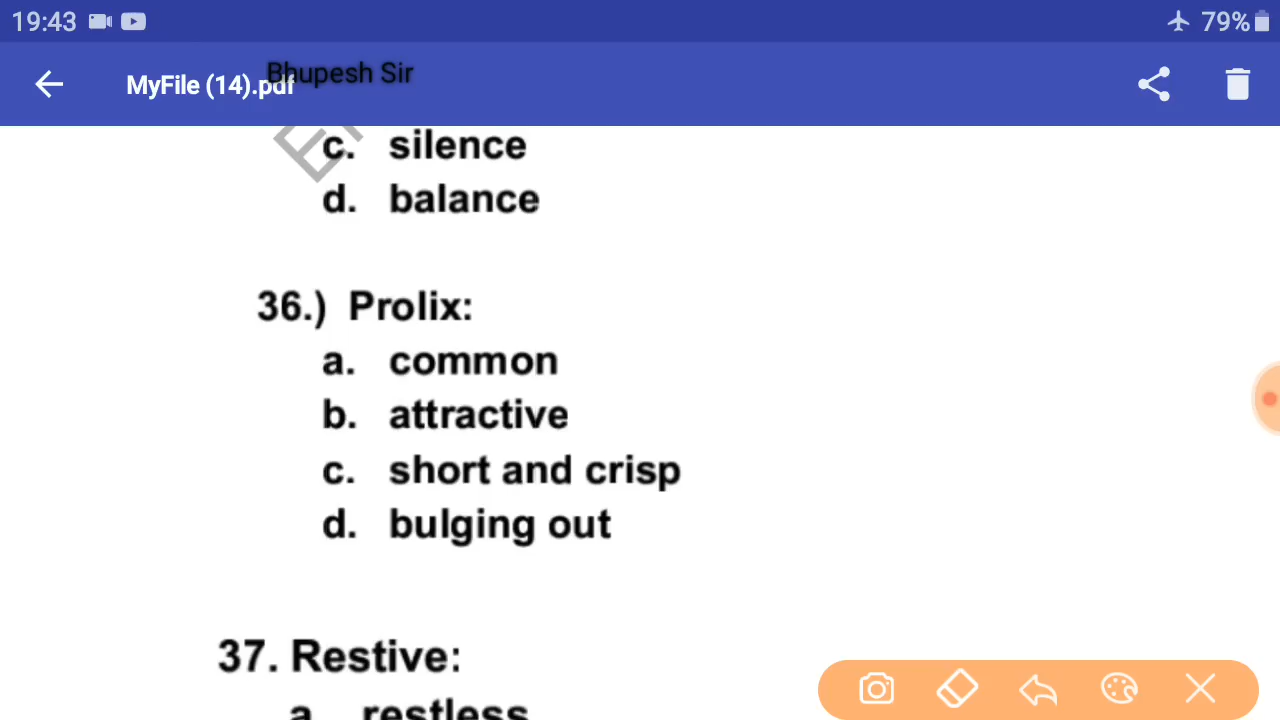 19:43
79%
MyFile (14).pdf
Bhupesh Sir
c. silence
d. balance
36.) Prolix:
a. common
b. attractive
c. short and crisp
d. bulging out
37. Restive:
a restless